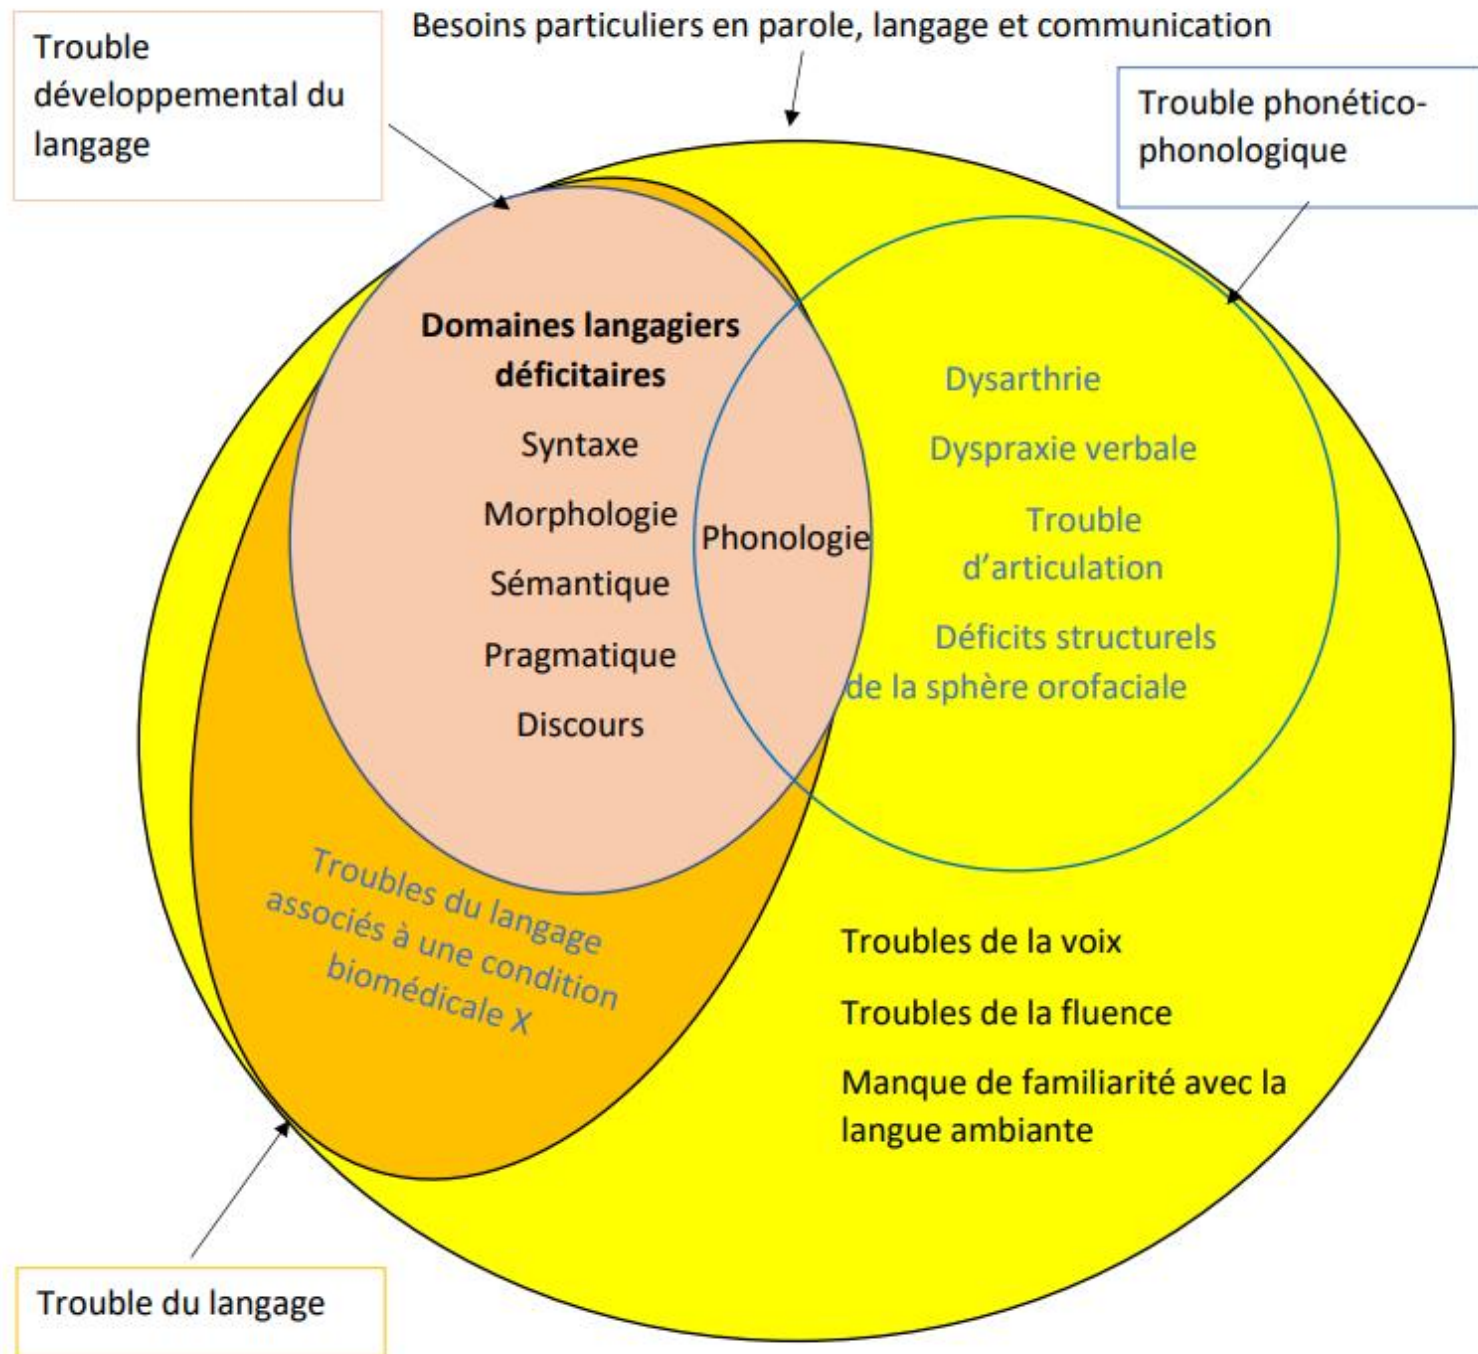 Besoins particuliers en parole, langage et communication
Trouble
développemental du
langage
Trouble phonético-
phonologique
Domaines langagiers
déficitaires
Syntaxe
Morphologie
Sémantique
Pragmatique
Discours
Phonologie
Dysarthrie
Dyspraxie verbale
Trouble
d’articulation
Déficits structurels
de la sphère orofaciale
Troubles du langage
associés à une condition
biomédicale X
Troubles de la voix
Troubles de la fluence
Manque de familiarité avec la
langue ambiante
Trouble du langage